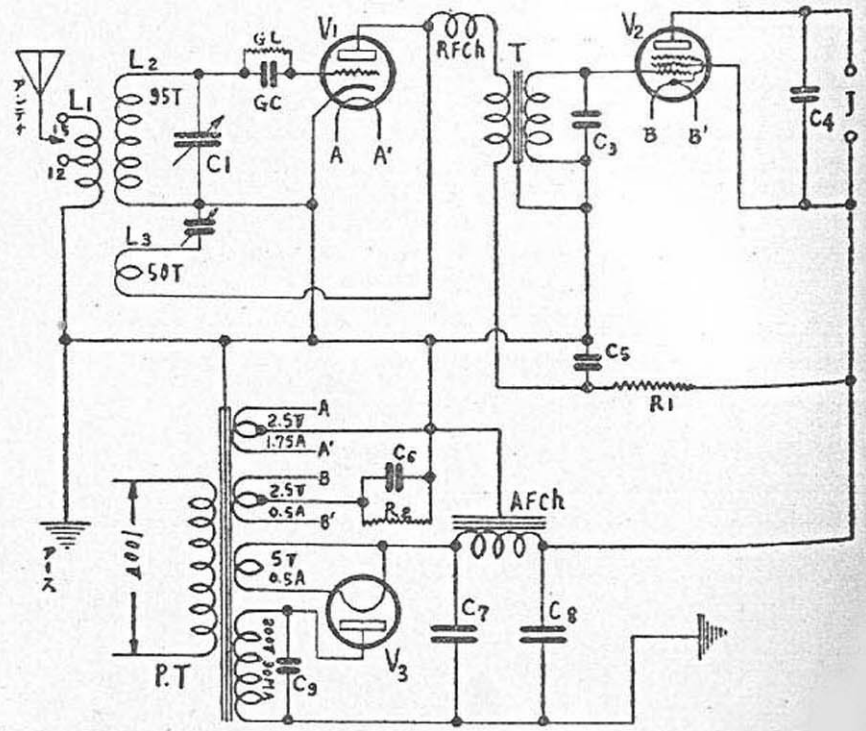 アンテナ
L1
15
12
L2
95T
C1
L3
50T
GL
GC
V1
A
A'
RFCh
T
C3
V2
B
B'
C4
J
C5
R1
A
2.5V
1.75A
A'
B
2.5V
0.5A
B'
C6
R2
AFCh
5V
0.5A
100V
アース
P.T
200V 30MA
C9
V3
C7
C8